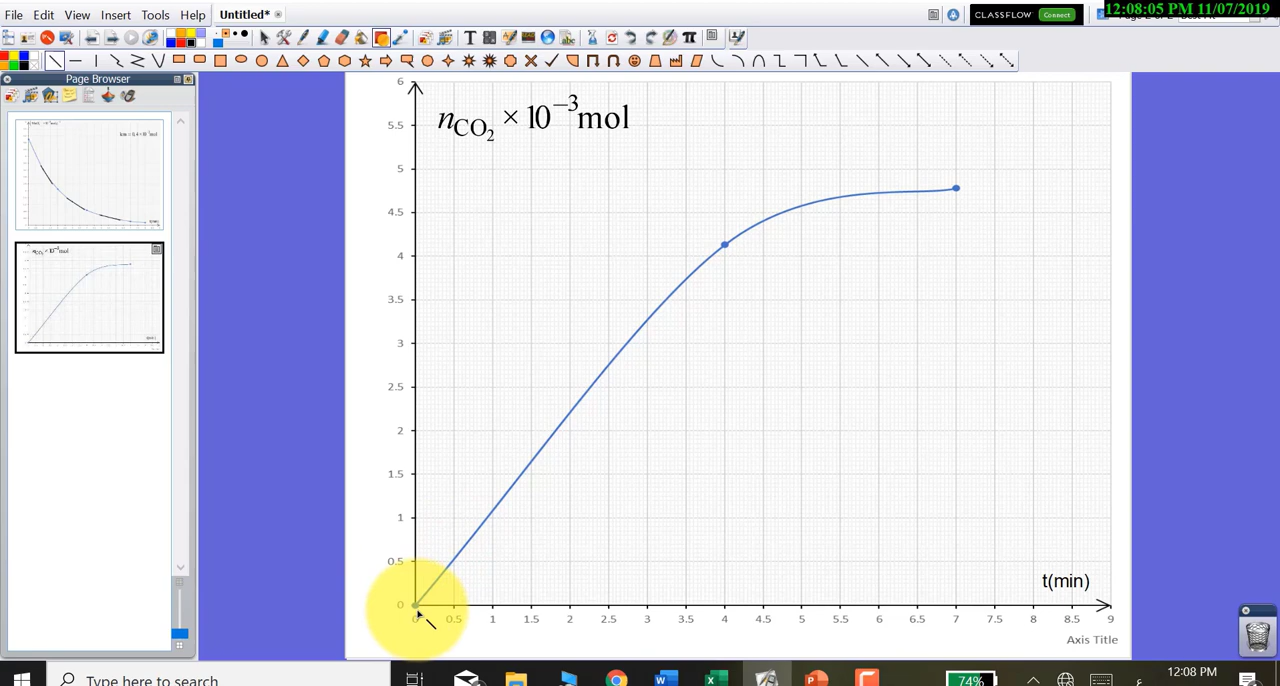 File Edit View Insert Tools Help Untitled*
CLASSFLOW Connect
12:08:05 PM 11/07/2019
Page Browser
nCO₂ × 10⁻³mol
6
5.5
5
4.5
4
3.5
3
2.5
2
1.5
1
0.5
0
0 0.5 1 1.5 2 2.5 3 3.5 4 4.5 5 5.5 6 6.5 7 7.5 8 8.5 9
t(min)
Axis Title
Type here to search
74%
12:08 PM